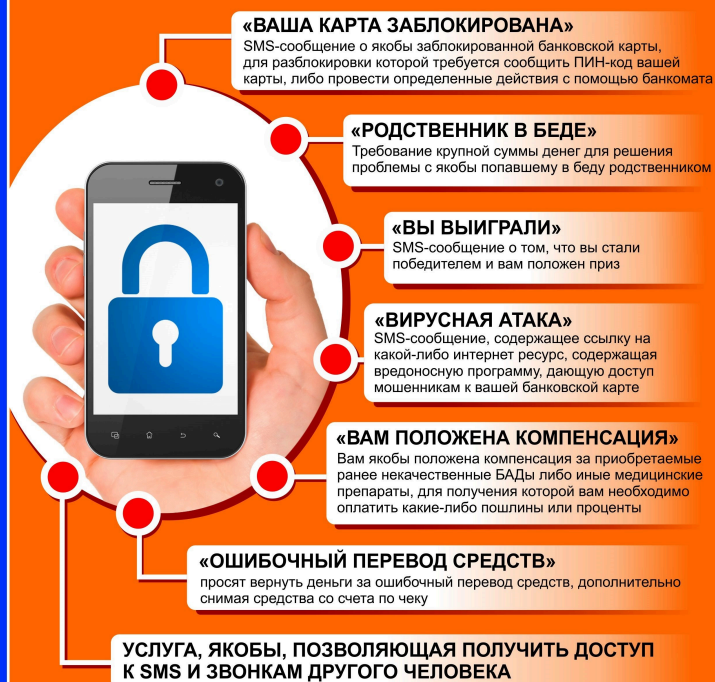 «ВАША КАРТА ЗАБЛОКИРОВАНА»
SMS-сообщение о якобы заблокированной банковской карты,
для разблокировки которой требуется сообщить ПИН-код вашей
карты, либо провести определенные действия с помощью банкомата
«РОДСТВЕННИК В БЕДЕ»
Требование крупной суммы денег для решения
проблемы с якобы попавшему в беду родственником
«ВЫ ВЫИГРАЛИ»
SMS-сообщение о том, что вы стали
победителем и вам положен приз
«ВИРУСНАЯ АТАКА»
SMS-сообщение, содержащее ссылку на
какой-либо интернет ресурс, содержащая
вредоносную программу, дающую доступ
мошенникам к вашей банковской карте
«ВАМ ПОЛОЖЕНА КОМПЕНСАЦИЯ»
Вам якобы положена компенсация за приобретаемые
ранее некачественные БАДы либо иные медицинские
препараты, для получения которой вам необходимо
оплатить какие-либо пошлины или проценты
«ОШИБОЧНЫЙ ПЕРЕВОД СРЕДСТВ»
просят вернуть деньги за ошибочный перевод средств, дополнительно
снимая средства со счета по чеку
УСЛУГА, ЯКОБЫ, ПОЗВОЛЯЮЩАЯ ПОЛУЧИТЬ ДОСТУП
К SMS И ЗВОНКАМ ДРУГОГО ЧЕЛОВЕКА